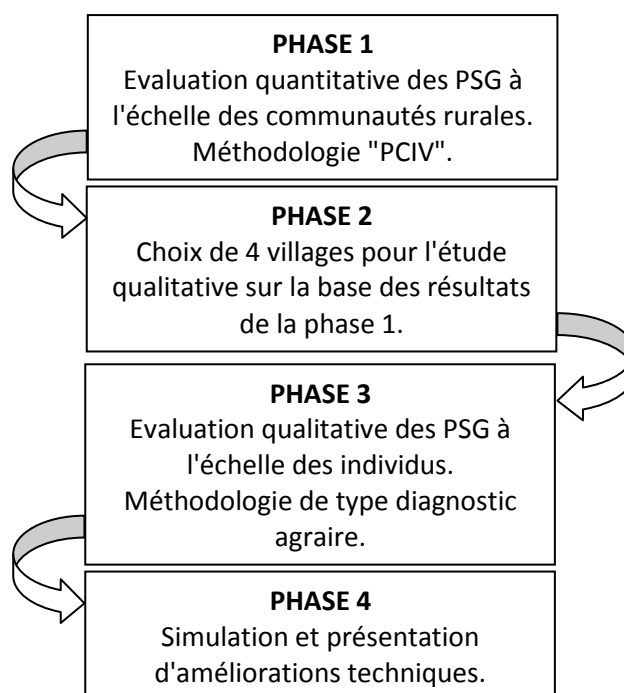 PHASE 1
Evaluation quantitative des PSG à
l'échelle des communautés rurales.
Méthodologie "PCIV".
PHASE 2
Choix de 4 villages pour l'étude
qualitative sur la base des résultats
de la phase 1.
PHASE 3
Evaluation qualitative des PSG à
l'échelle des individus.
Méthodologie de type diagnostic
agraire.
PHASE 4
Simulation et présentation
d'améliorations techniques.